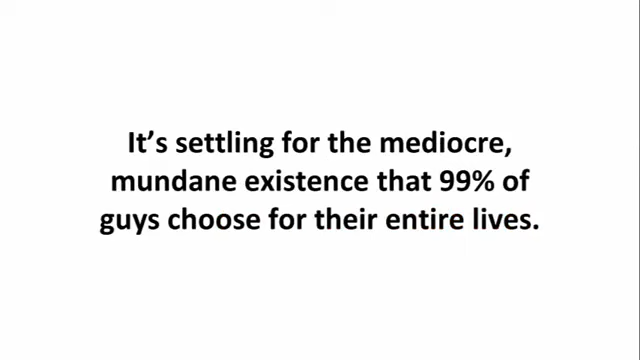 It’s settling for the mediocre,
mundane existence that 99% of
guys choose for their entire lives.